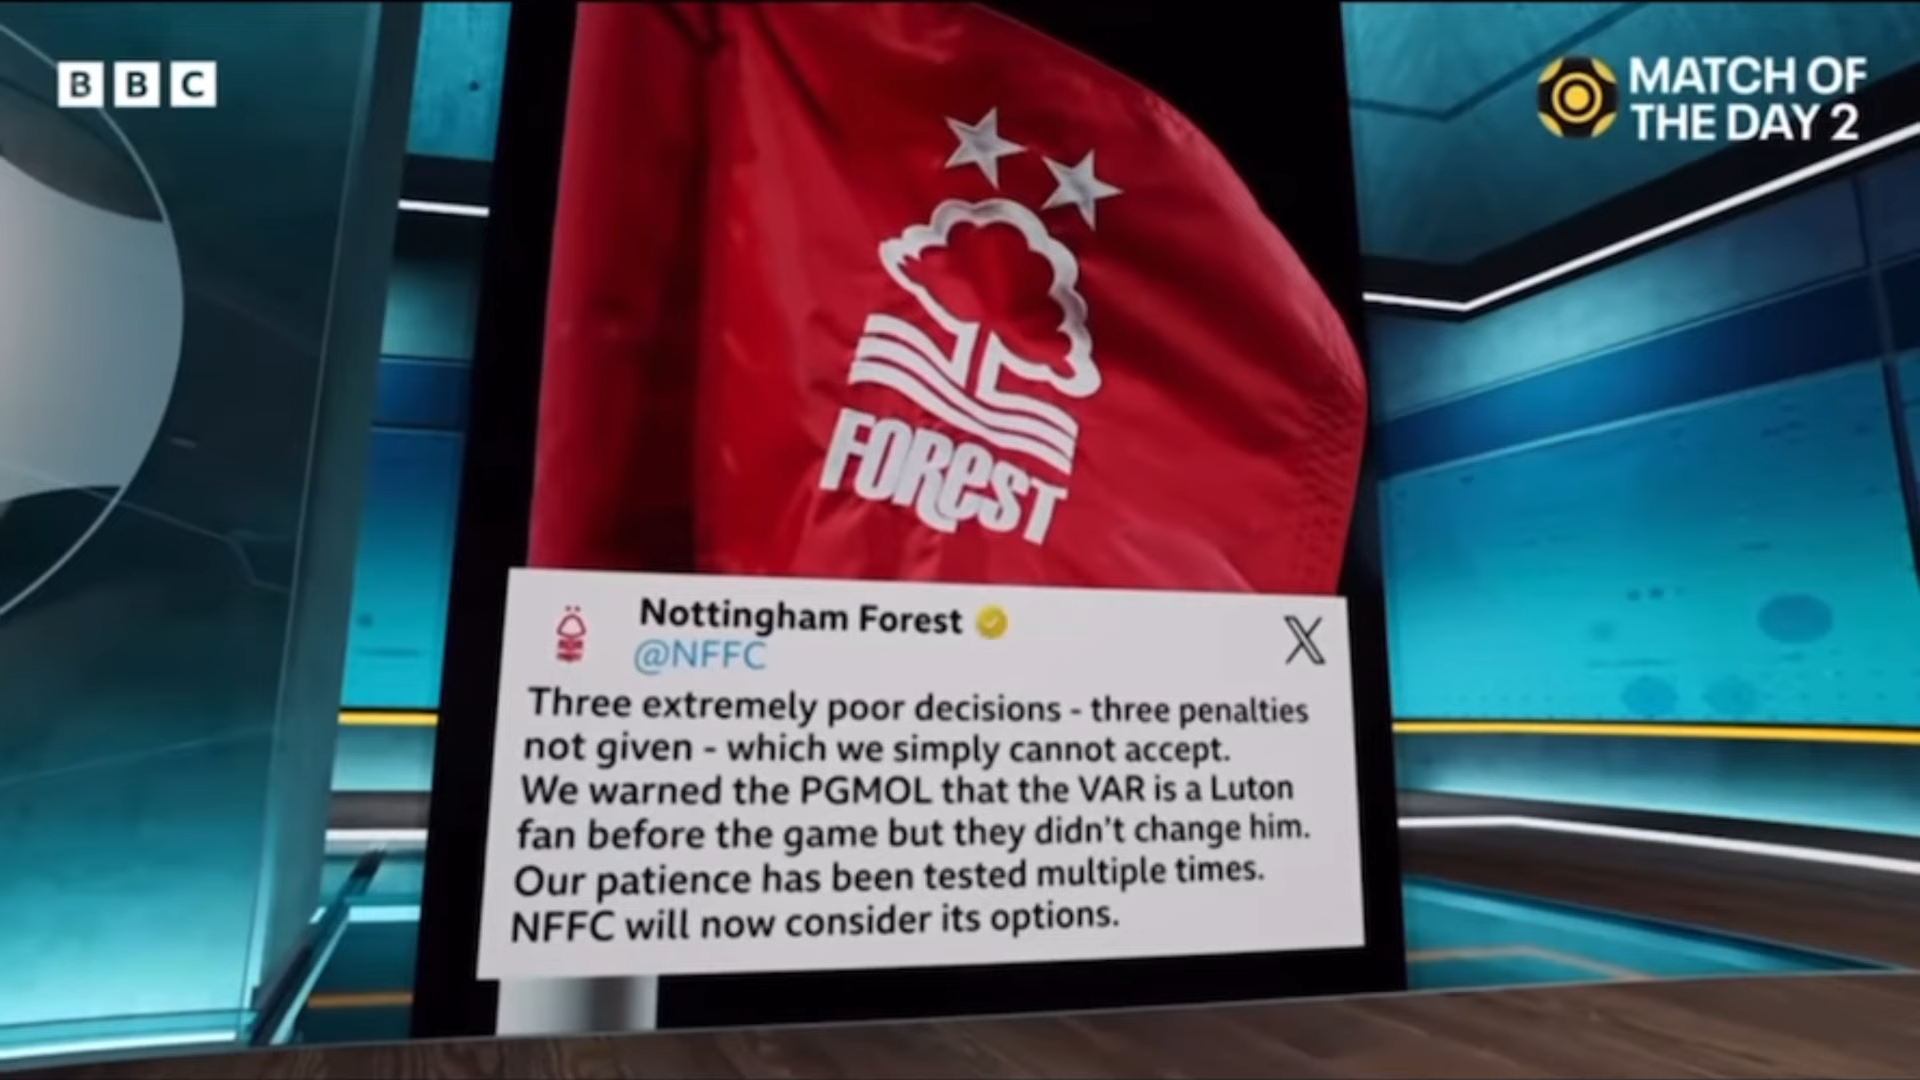 BBC
MATCH OF
THE DAY 2
FOREST
Nottingham Forest
@NFFC
X
Three extremely poor decisions - three penalties
not given - which we simply cannot accept.
We warned the PGMOL that the VAR is a Luton
fan before the game but they didn't change him.
Our patience has been tested multiple times.
NFFC will now consider its options.